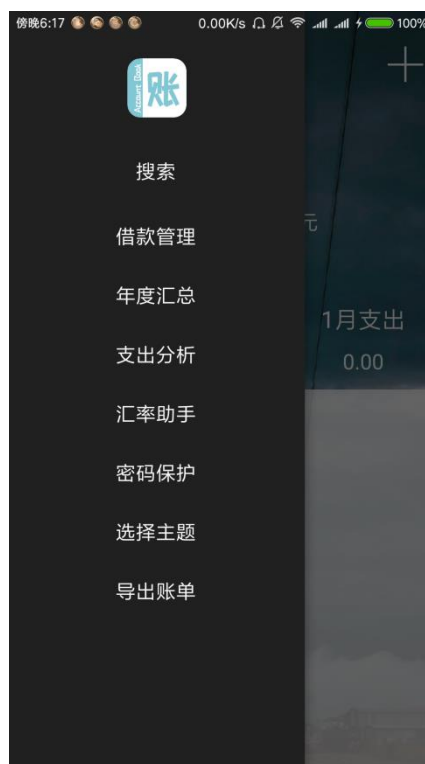 傍晚6:17
0.00K/s
100%
账
Account Book
搜索
借款管理
元
年度汇总
1月支出
支出分析
0.00
汇率助手
密码保护
选择主题
导出账单